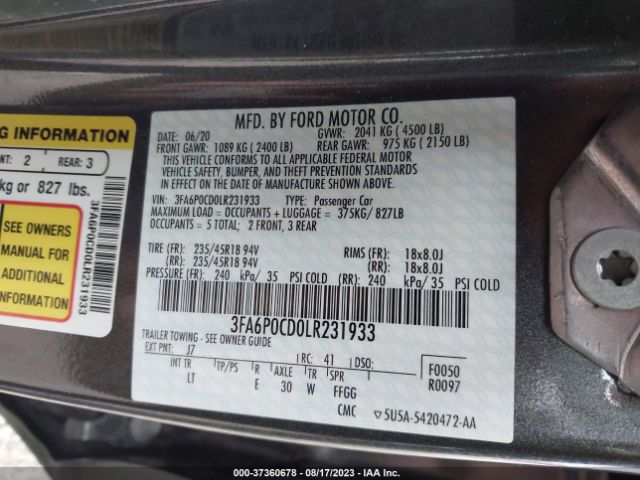 MFD. BY FORD MOTOR CO.
06/20 GVWR: 2041 KG ( 4500 LB)
FRONT GAWR: 1089 KG ( 2400 LB) REAR GAWR: 975 KG ( 2150 LB)
THIS VEHICLE CONFORMS TO ALL APPLICABLE FEDERAL MOTOR
VEHICLE SAFETY, BUMPER, AND THEFT PREVENTION STANDARDS
IN EFFECT ON THE DATE OF MANUFACTURE SHOWN ABOVE.
VIN: 3FA6P0CD0LR231933 TYPE: Passenger Car
MAXIMUM LOAD = OCCUPANTS + LUGGAGE = 375KG/ 827LB
OCCUPANTS = 5 TOTAL: 2 FRONT, 3 REAR
TIRE (FR): 235/45R18 94V RIMS (FR): 18x8.0J
(RR): 235/45R18 94V (RR): 18x8.0J
PRESSURE (FR): 240 kPa/ 35 PSI COLD (RR): 240 kPa/ 35 PSI COLD
3FA6P0CD0LR231933
TRAILER TOWING - SEE OWNER GUIDE
EXT PNT: J7 RC: 41 DSO: F0050
INT TR TP/PS R AXLE TR SPR R0097
LT E 30 W FFGG
CMC 5U5A-5420472-AA
G INFORMATION
NT: 2 REAR: 3
kg or 827 lbs.
SEE OWNERS
MANUAL FOR
ADDITIONAL
INFORMATION
3FA6P0CD0LR231933
000-37360678 - 08/17/2023 - IAA Inc.